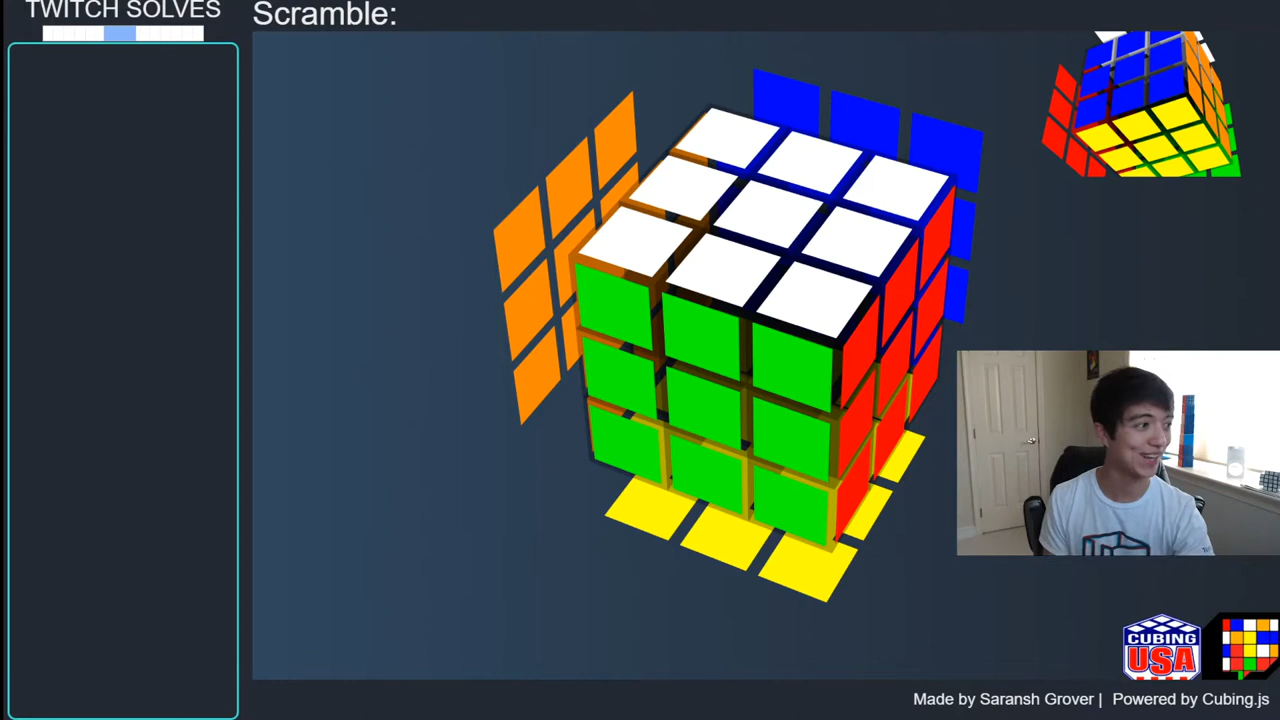 TWITCH SOLVES
Scramble:
CUBING
USA
Made by Saransh Grover | Powered by Cubing.js